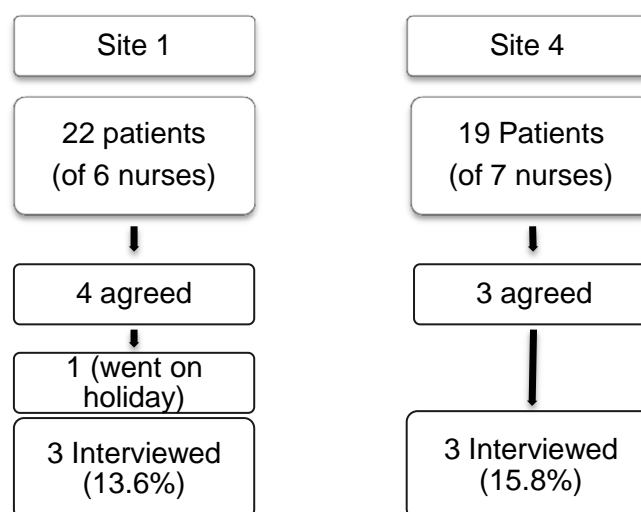 Site 1
22 patients
(of 6 nurses)
4 agreed
1 (went on
holiday)
3 Interviewed
(13.6%)
Site 4
19 Patients
(of 7 nurses)
3 agreed
3 Interviewed
(15.8%)